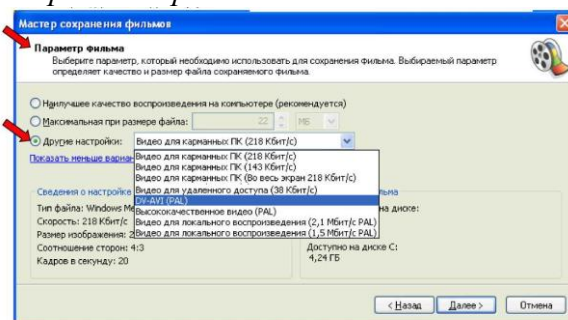 Мастер сохранения фильмов
Параметр фильма
Выберите параметр, который необходимо использовать для сохранения фильма. Выбираемый параметр
определяет качество и размер файла сохраняемого фильма.
Наилучшее качество воспроизведения на компьютере (рекомендуется)
Максимальная при размере файла: 22 МБ
Другие настройки: Видео для карманных ПК (218 Кбит/с)
Показать меньше вариан
Видео для карманных ПК (218 Кбит/с)
Видео для карманных ПК (143 Кбит/с)
Видео для карманных ПК (Во весь экран 218 Кбит/с)
Видео для удаленного доступа (38 Кбит/с)
DV-AVI (PAL)
Высококачественное видео (PAL)
Видео для локального воспроизведения (2,1 Мбит/с PAL)
Видео для локального воспроизведения (1,5 Мбит/с PAL)
Сведения о настройке
Тип файла: Windows Me
на диске:
Скорость: 218 Кбит/с
Размер изображения: 2
Соотношение сторон: 4:3
Доступно на диске C:
Кадров в секунду: 20
4,24 ГБ
< Назад
Далее >
Отмена